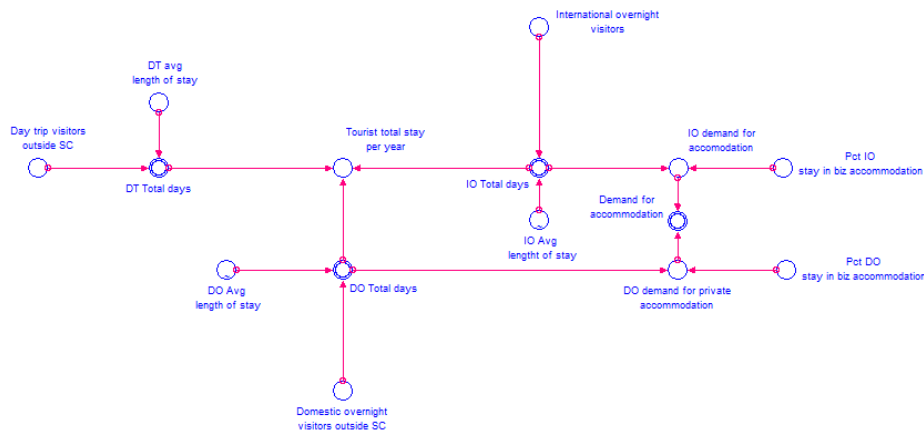 International overnight
visitors
DT avg
length of stay
Day trip visitors
outside SC
Tourist total stay
per year
IO demand for
accomodation
Pct IO
stay in biz accommodation
DT Total days
IO Total days
Demand for
accommodation
IO Avg
lengtht of stay
Pct DO
stay in biz accommodation
DO Avg
length of stay
DO Total days
DO demand for private
accommodation
Domestic overnight
visitors outside SC